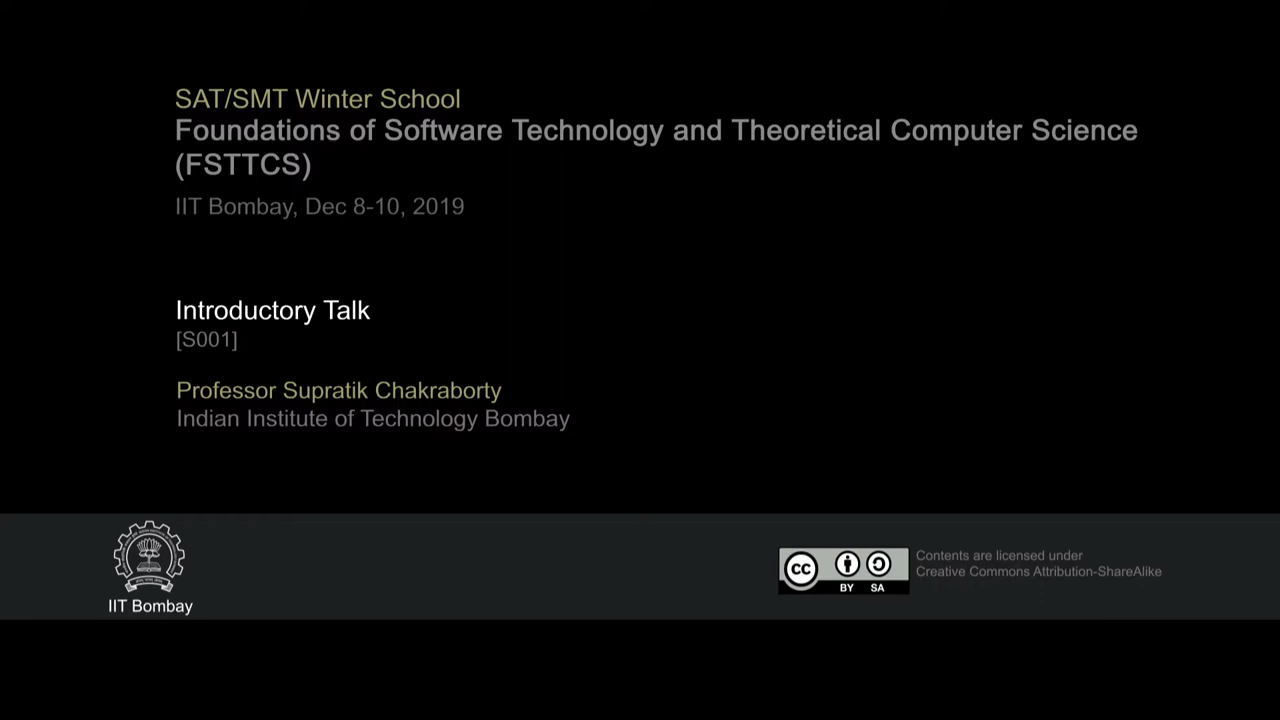 SAT/SMT Winter School
Foundations of Software Technology and Theoretical Computer Science
(FSTTCS)
IIT Bombay, Dec 8-10, 2019
Introductory Talk
[S001]
Professor Supratik Chakraborty
Indian Institute of Technology Bombay
IIT Bombay
cc
BY SA
Contents are licensed under
Creative Commons Attribution-ShareAlike